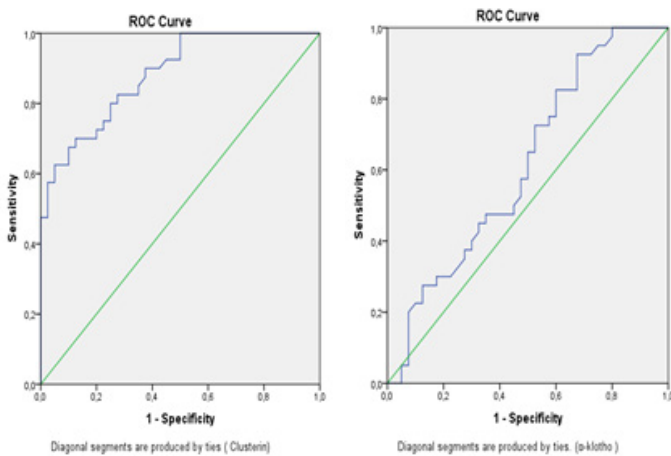 ROC Curve
1,0
0,8
0,6
0,4
0,2
0,0
Sensitivity
0,0 0,2 0,4 0,6 0,8 1,0
1 - Specificity
Diagonal segments are produced by ties ( Clusterin)
ROC Curve
1,0
0,8
0,6
0,4
0,2
0,0
Sensitivity
0,0 0,2 0,4 0,6 0,8 1,0
1 - Specificity
Diagonal segments are produced by ties. (α-klotho )